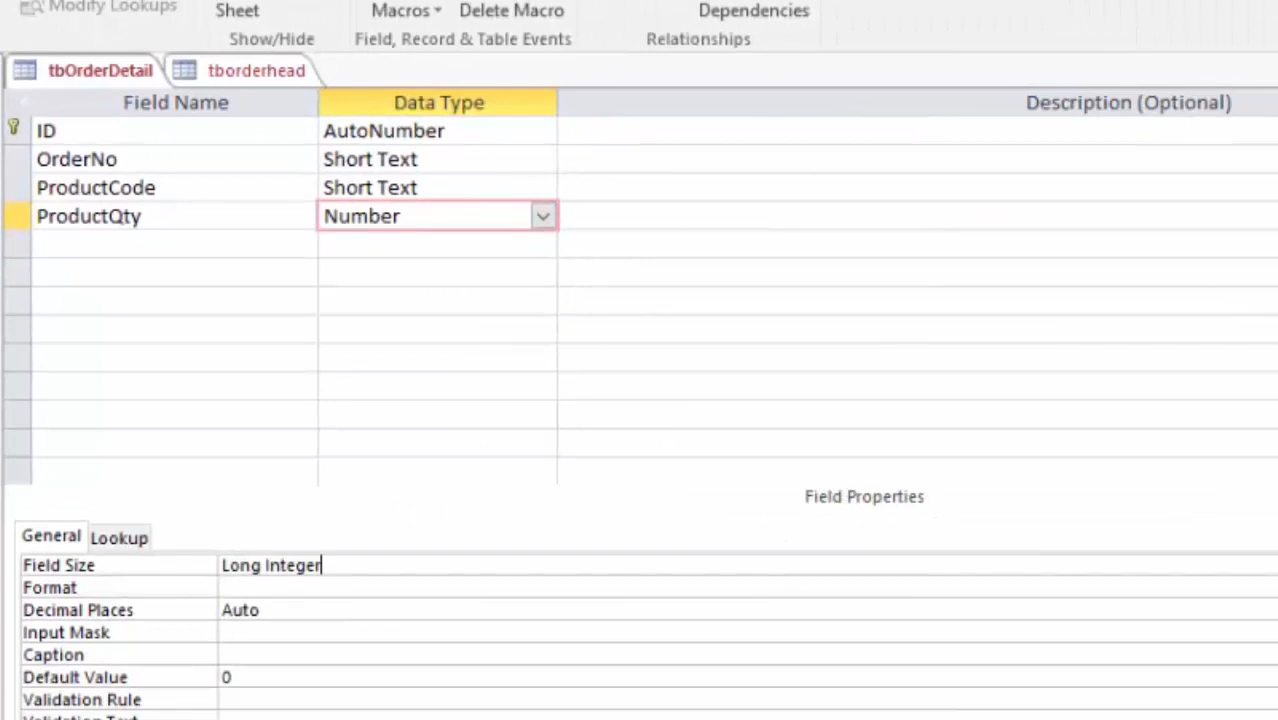 Modify Lookups
Sheet
Macros
Delete Macro
Dependencies
Show/Hide
Field, Record & Table Events
Relationships
tbOrderDetail
tborderhead
Field Name
Data Type
Description (Optional)
ID
AutoNumber
OrderNo
Short Text
ProductCode
Short Text
ProductQty
Number
Field Properties
General
Lookup
Field Size
Long Integer
Format
Decimal Places
Auto
Input Mask
Caption
Default Value
0
Validation Rule
Validation Text